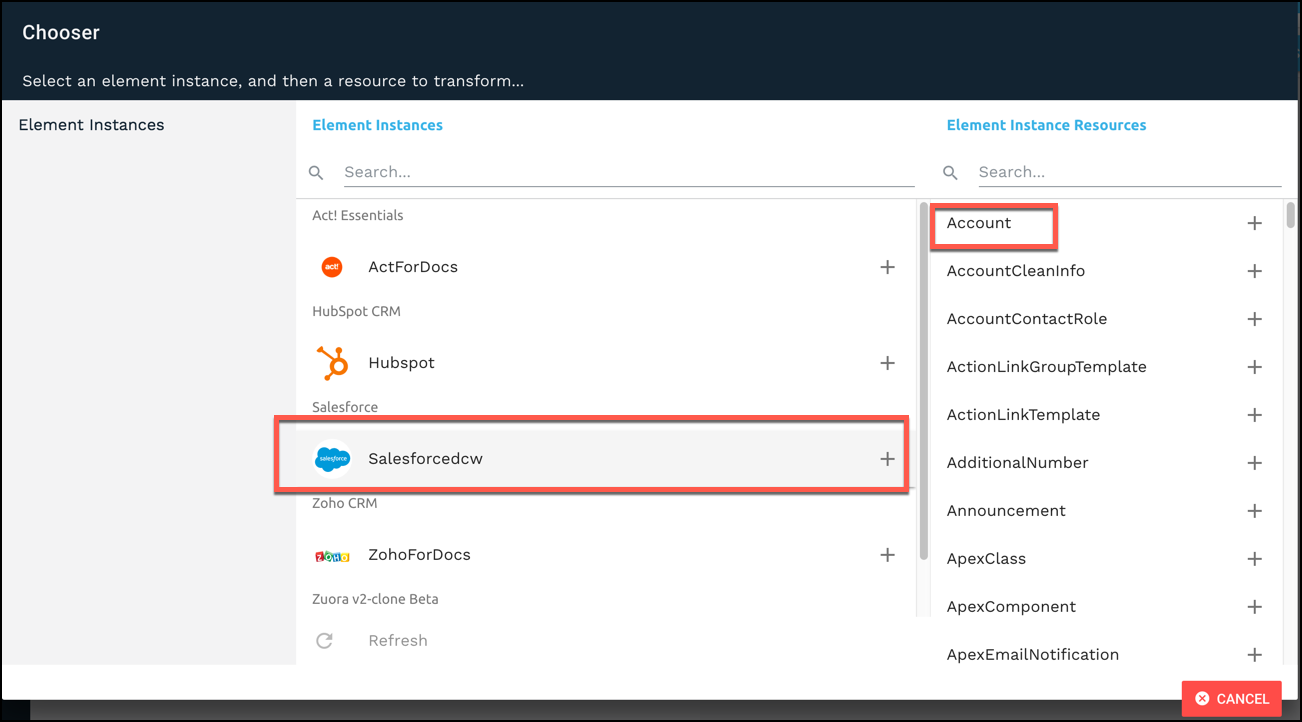 Chooser
Select an element instance, and then a resource to transform...
Element Instances
Element Instances
Search...
Act! Essentials
act!
ActForDocs
HubSpot CRM
Hubspot
Salesforce
salesforce
Salesforcedcw
Zoho CRM
ZOHO
ZohoForDocs
Zuora v2-clone Beta
Refresh
Element Instance Resources
Search...
Account
AccountCleanInfo
AccountContactRole
ActionLinkGroupTemplate
ActionLinkTemplate
AdditionalNumber
Announcement
ApexClass
ApexComponent
ApexEmailNotification
CANCEL